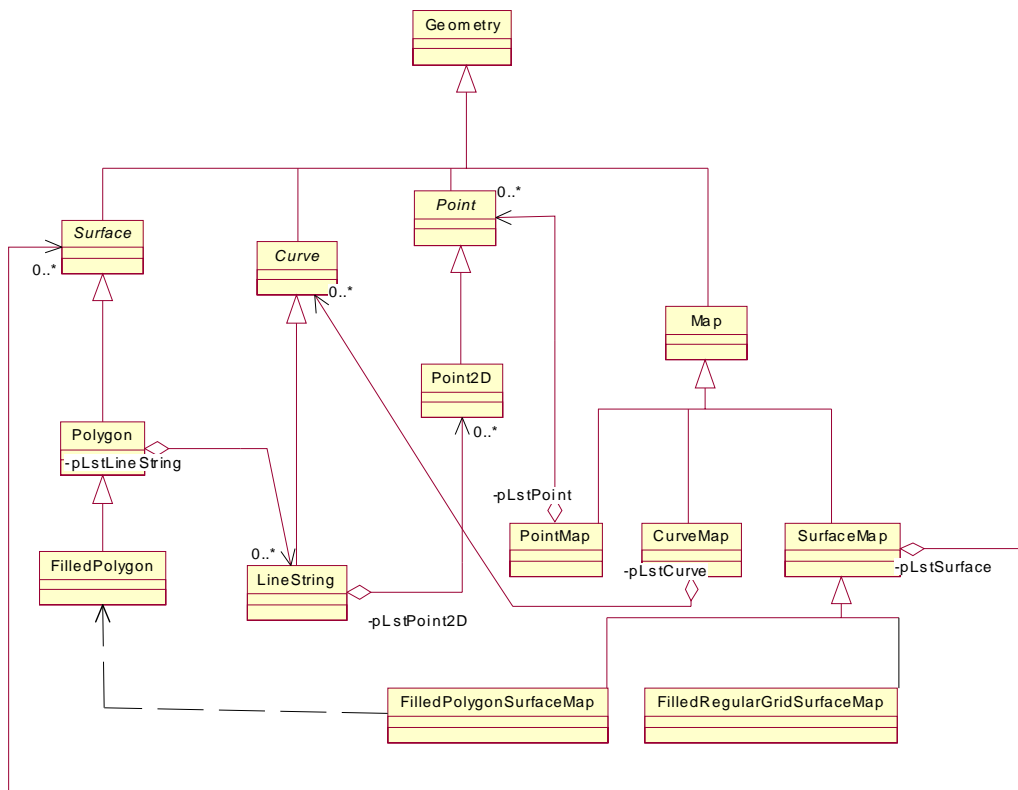 Geometry
0..*
Point
Surface
Curve
0..*
0..*
Map
Point2D
0..*
Polygon
-pLstLineString
-pLstPoint
PointMap
CurveMap
SurfaceMap
0..*
FilledPolygon
-pLstCurve
-pLstSurface
LineString
-pLstPoint2D
FilledPolygonSurfaceMap
FilledRegularGridSurfaceMap